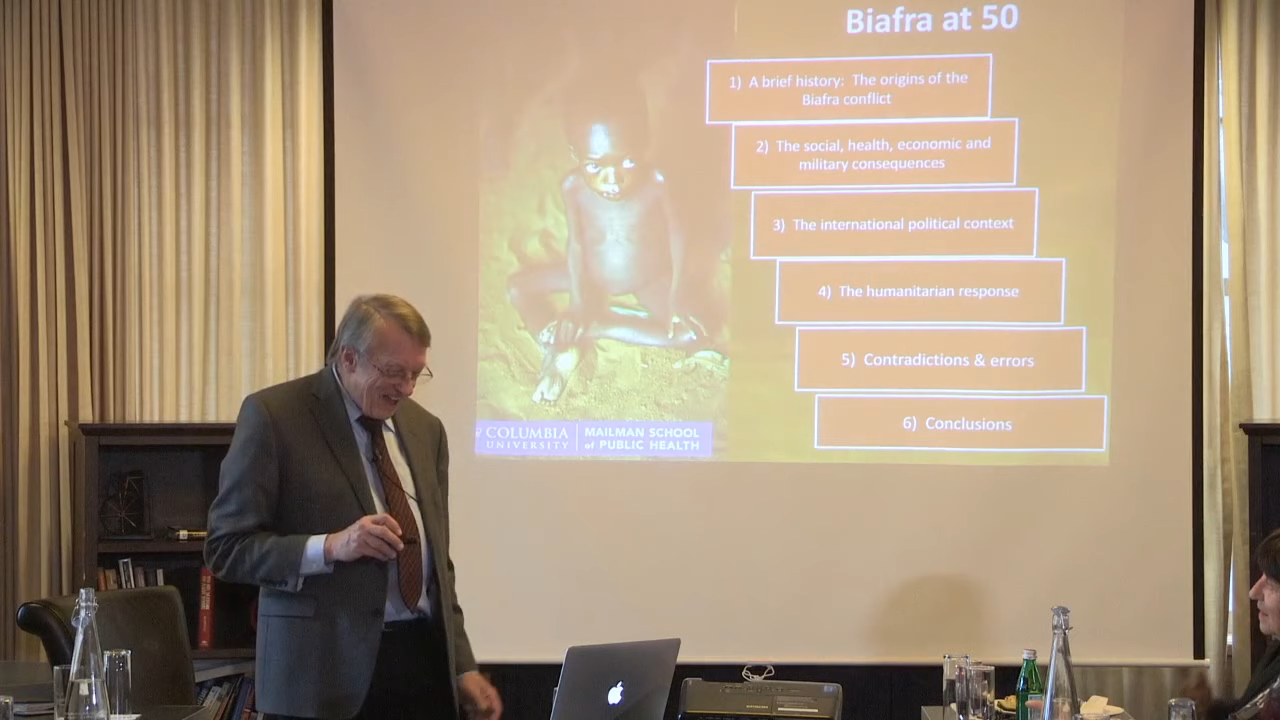 Biafra at 50
1) A brief history: The origins of the
Biafra conflict
2) The social, health, economic and
military consequences
3) The international political context
4) The humanitarian response
5) Contradictions & errors
6) Conclusions
COLUMBIA
UNIVERSITY
MAILMAN SCHOOL
of PUBLIC HEALTH